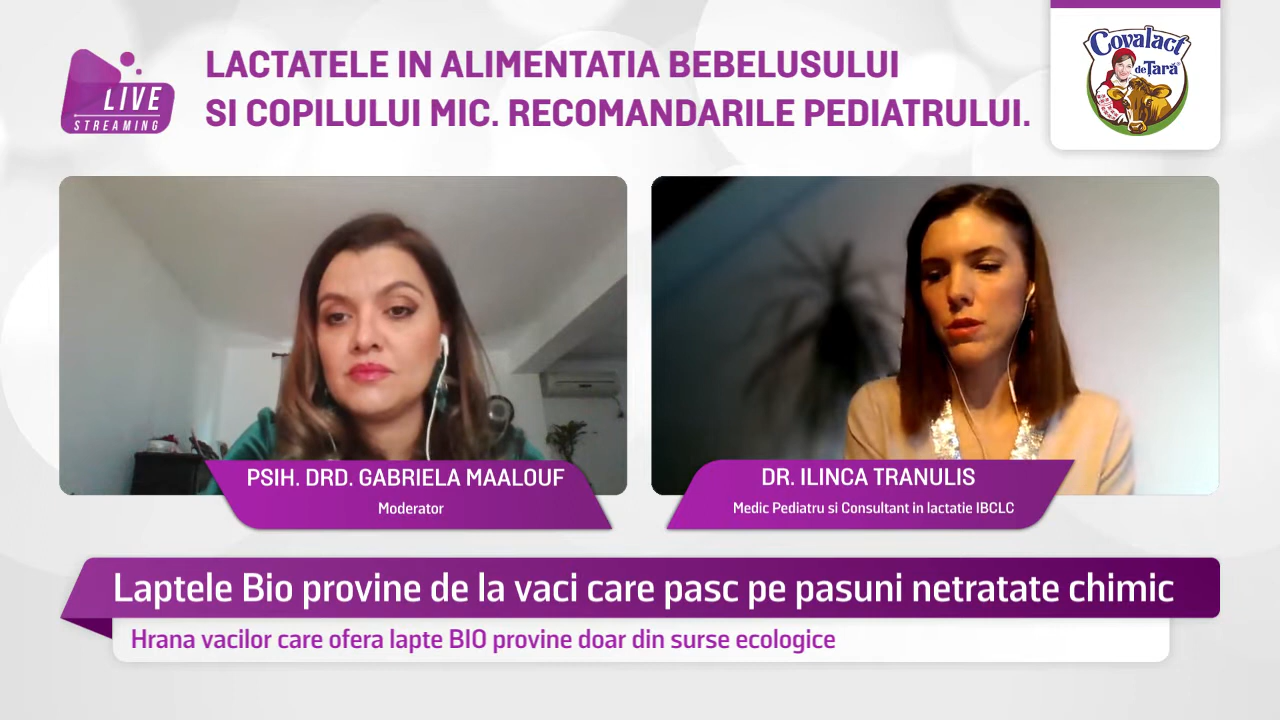 LIVE
STREAMING
LACTATELE IN ALIMENTATIA BEBELUSULUI
SI COPILULUI MIC. RECOMANDARILE PEDIATRULUI.
Covalact
de Țară®
PSIH. DRD. GABRIELA MAALOUF
Moderator
DR. ILINCA TRANULIS
Medic Pediatru si Consultant in lactatie IBCLC
Laptele Bio provine de la vaci care pasc pe pasuni netratate chimic
Hrana vacilor care ofera lapte BIO provine doar din surse ecologice